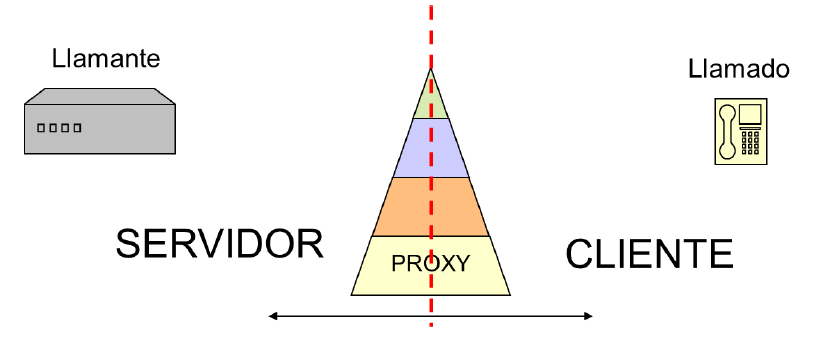 Llamante
Llamado
SERVIDOR
PROXY
CLIENTE